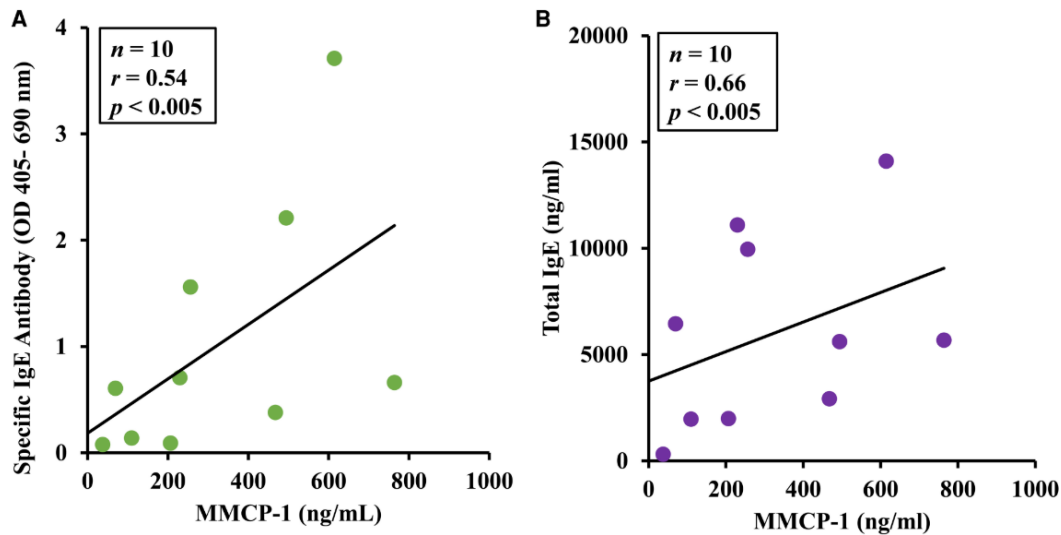 A
n = 10
r = 0.54
p < 0.005
Specific IgE Antibody (OD 405- 690 nm)
4
3
2
1
0
0 200 400 600 800 1000
MMCP-1 (ng/mL)
B
n = 10
r = 0.66
p < 0.005
Total IgE (ng/ml)
20000
15000
10000
5000
0
0 200 400 600 800 1000
MMCP-1 (ng/ml)